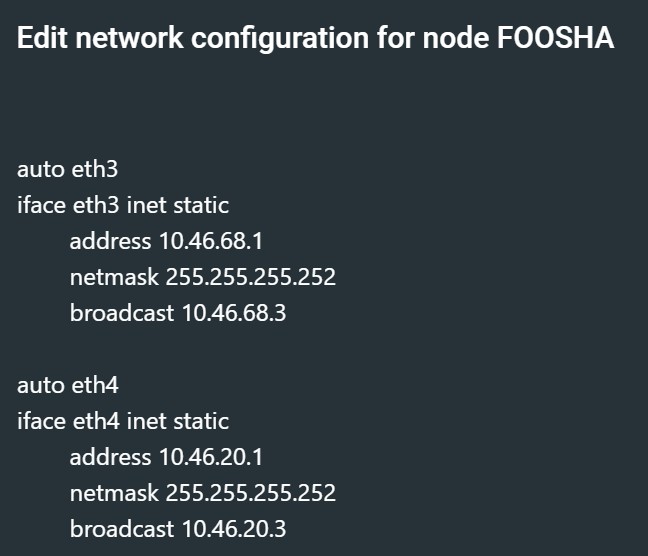 Edit network configuration for node FOOSHA
auto eth3
iface eth3 inet static
address 10.46.68.1
netmask 255.255.255.252
broadcast 10.46.68.3
auto eth4
iface eth4 inet static
address 10.46.20.1
netmask 255.255.255.252
broadcast 10.46.20.3